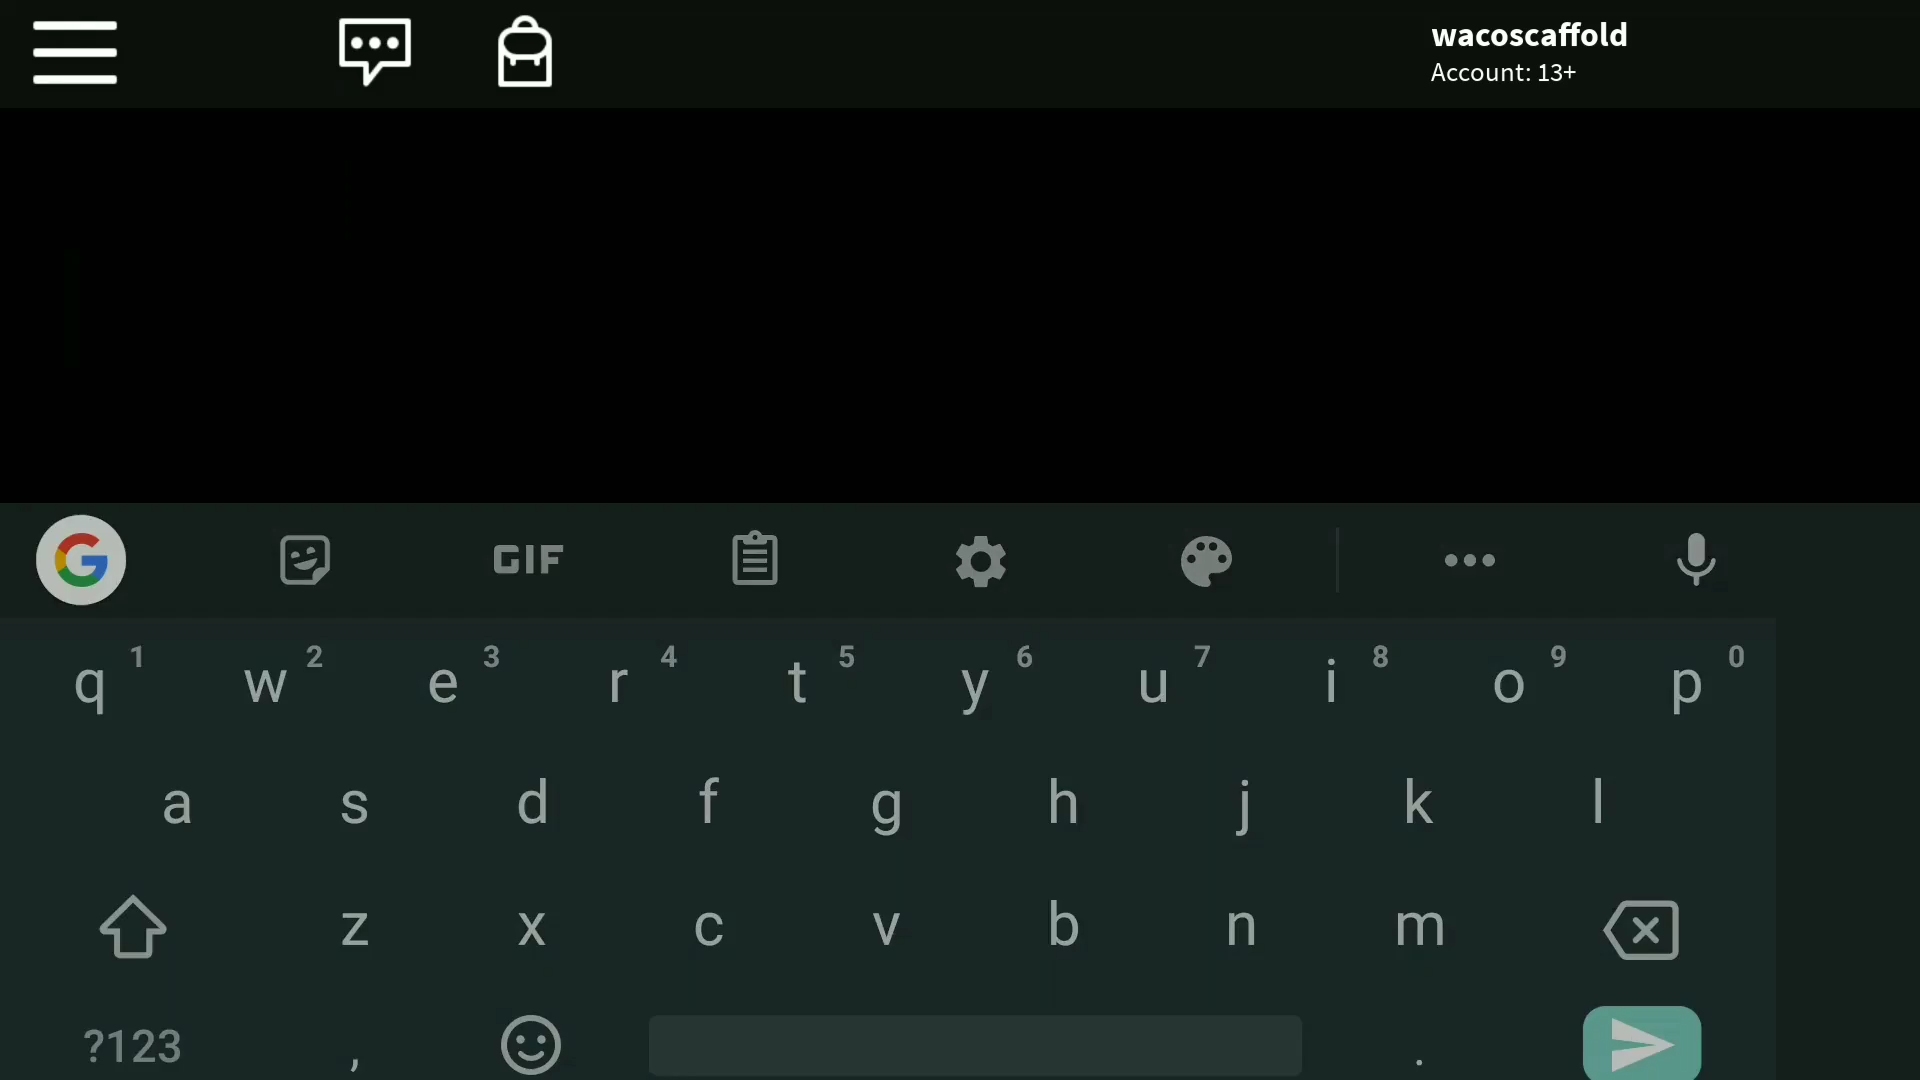 wacoscaffold
Account: 13+
G GIF
q 1 w 2 e 3 r 4 t 5 y 6 u 7 i 8 o 9 p 0
a s d f g h j k l
z x c v b n m
?123 , .